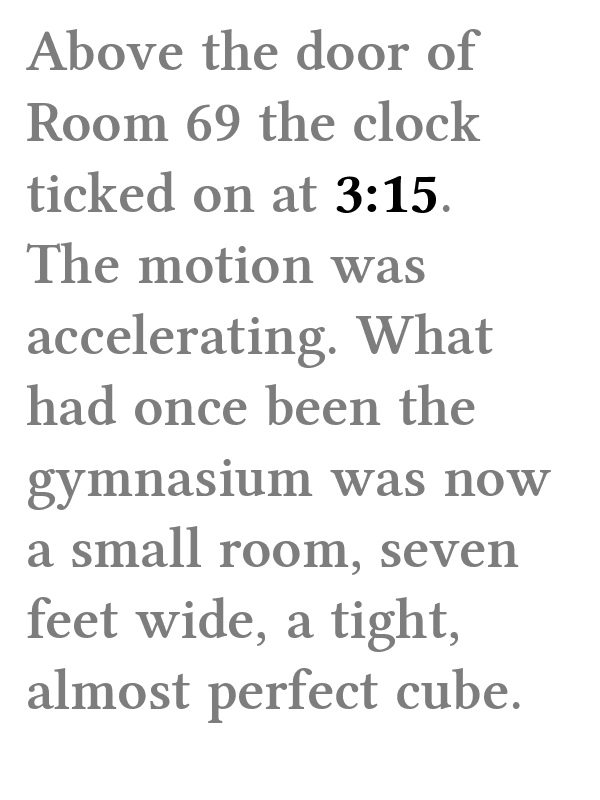 Above the door of
Room 69 the clock
ticked on at 3:15.
The motion was
accelerating. What
had once been the
gymnasium was now
a small room, seven
feet wide, a tight,
almost perfect cube.